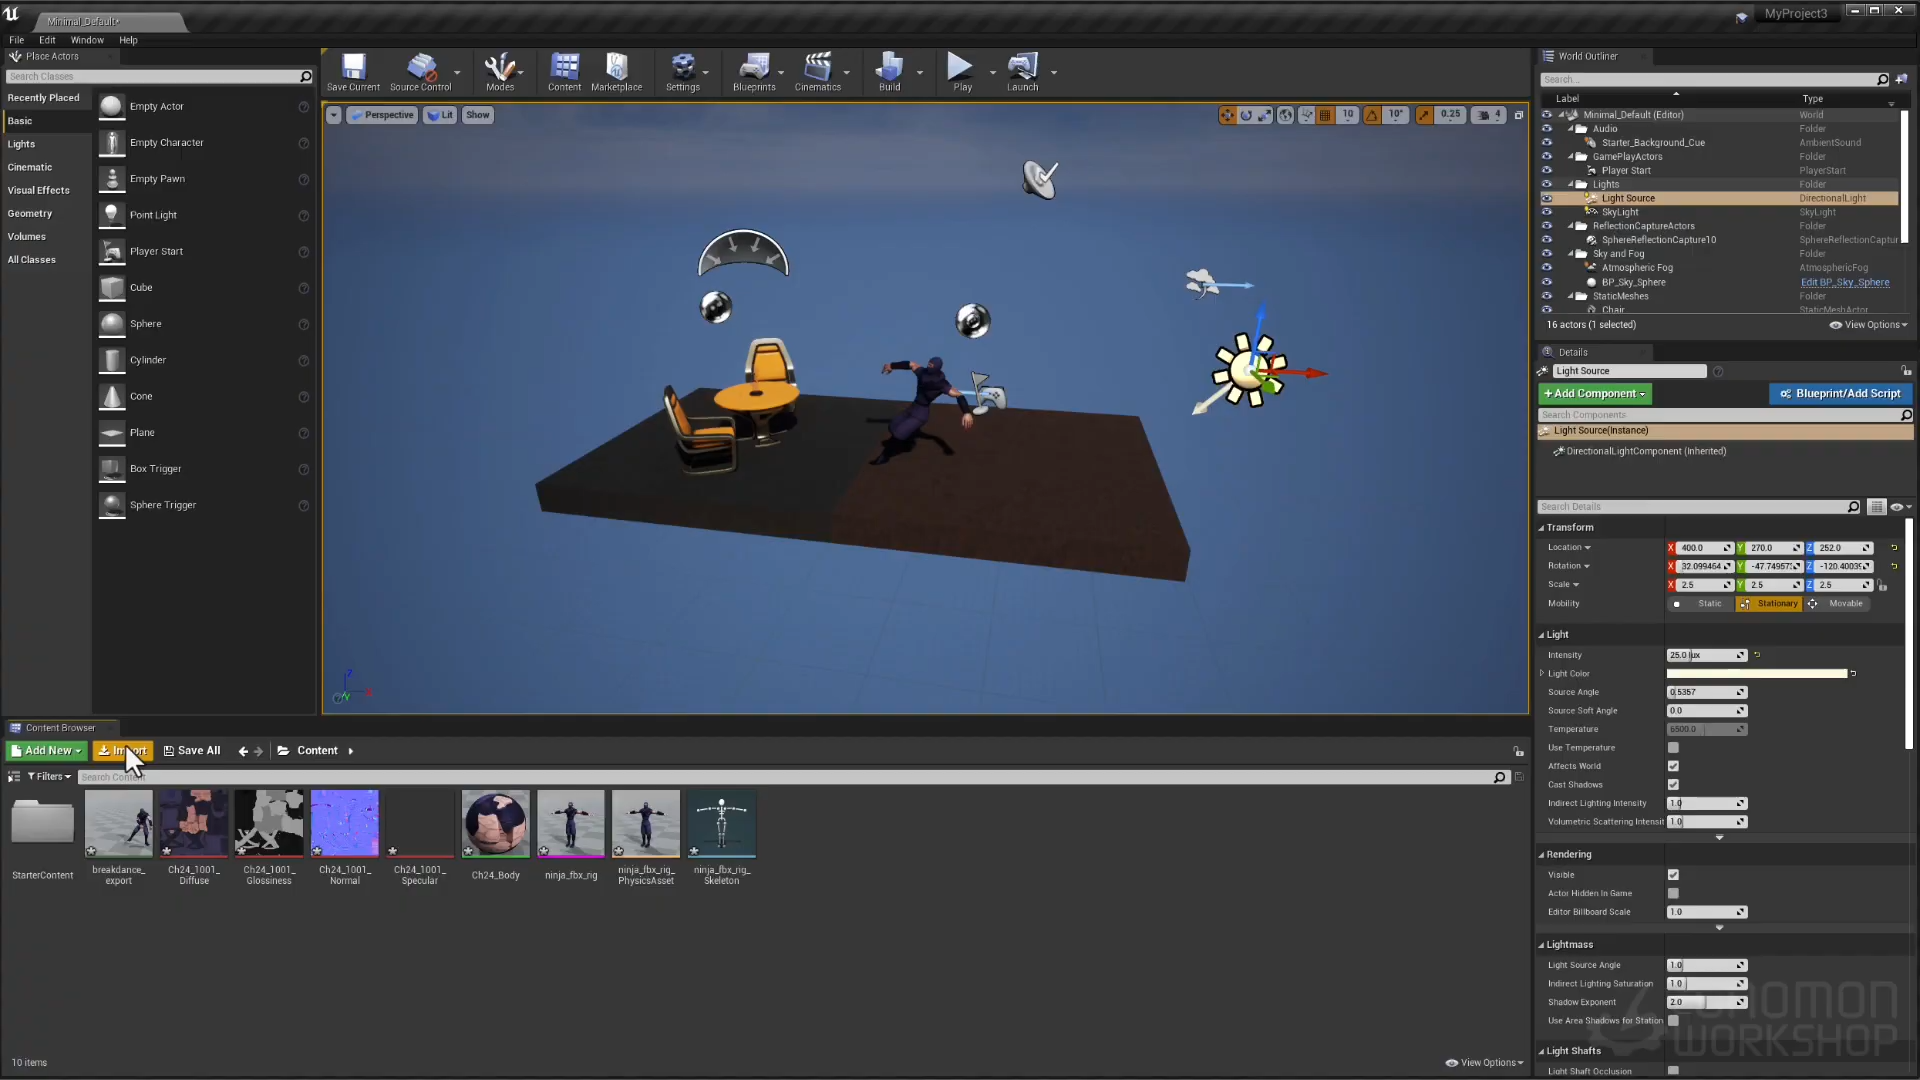 Minimal_Default*
MyProject3
File Edit Window Help
Place Actors
Search Classes
Recently Placed
Basic
Lights
Cinematic
Visual Effects
Geometry
Volumes
All Classes
Empty Actor
Empty Character
Empty Pawn
Point Light
Player Start
Cube
Sphere
Cylinder
Cone
Plane
Box Trigger
Sphere Trigger
Save Current Source Control Modes Content Marketplace Settings Blueprints Cinematics Build Play Launch
Perspective Lit Show
10 10° 0.25 4
World Outliner
Search...
Label Type
Minimal_Default (Editor) World
Audio Folder
Starter_Background_Cue AmbientSound
GamePlayActors Folder
Player Start PlayerStart
Lights Folder
Light Source DirectionalLight
SkyLight SkyLight
ReflectionCaptureActors Folder
SphereReflectionCapture10 SphereReflectionCaptur
Sky and Fog Folder
Atmospheric Fog AtmosphericFog
BP_Sky_Sphere Edit BP_Sky_Sphere
StaticMeshes Folder
Chair StaticMeshActor
16 actors (1 selected) View Options
Details
Light Source
+Add Component Blueprint/Add Script
Search Components
Light Source(Instance)
DirectionalLightComponent (Inherited)
Search Details
Transform
Location X 400.0 Y 270.0 Z 252.0
Rotation X 32.099464 Y -47.74957 Z -120.40039
Scale X 2.5 Y 2.5 Z 2.5
Mobility Static Stationary Movable
Light
Intensity 25.0 lux
Light Color
Source Angle 0.5357
Source Soft Angle 0.0
Temperature 6500.0
Use Temperature
Affects World
Cast Shadows
Indirect Lighting Intensity 1.0
Volumetric Scattering Intensit 1.0
Rendering
Visible
Actor Hidden In Game
Editor Billboard Scale 1.0
Lightmass
Light Source Angle 1.0
Indirect Lighting Saturation 1.0
Shadow Exponent 2.0
Use Area Shadows for Station
Light Shafts
Light Shaft Occlusion
Z
X
Y
Content Browser
Add New Import Save All Content
Filters Search Content
StarterContent
breakdance_
export
Ch24_1001_
Diffuse
Ch24_1001_
Glossiness
Ch24_1001_
Normal
Ch24_1001_
Specular
Ch24_Body
ninja_fbx_rig
ninja_fbx_rig_
PhysicsAsset
ninja_fbx_rig_
Skeleton
10 items
View Options
WORKSHOP